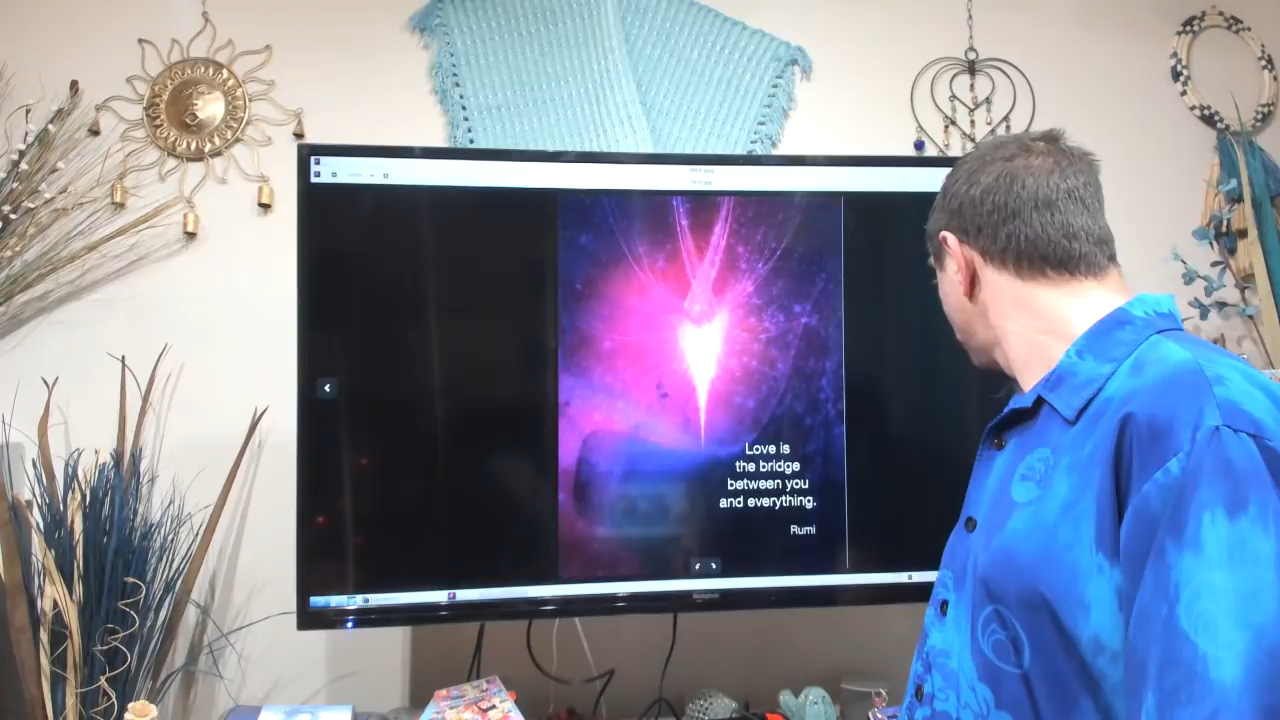 Love is
the bridge
between you
and everything.
Rumi